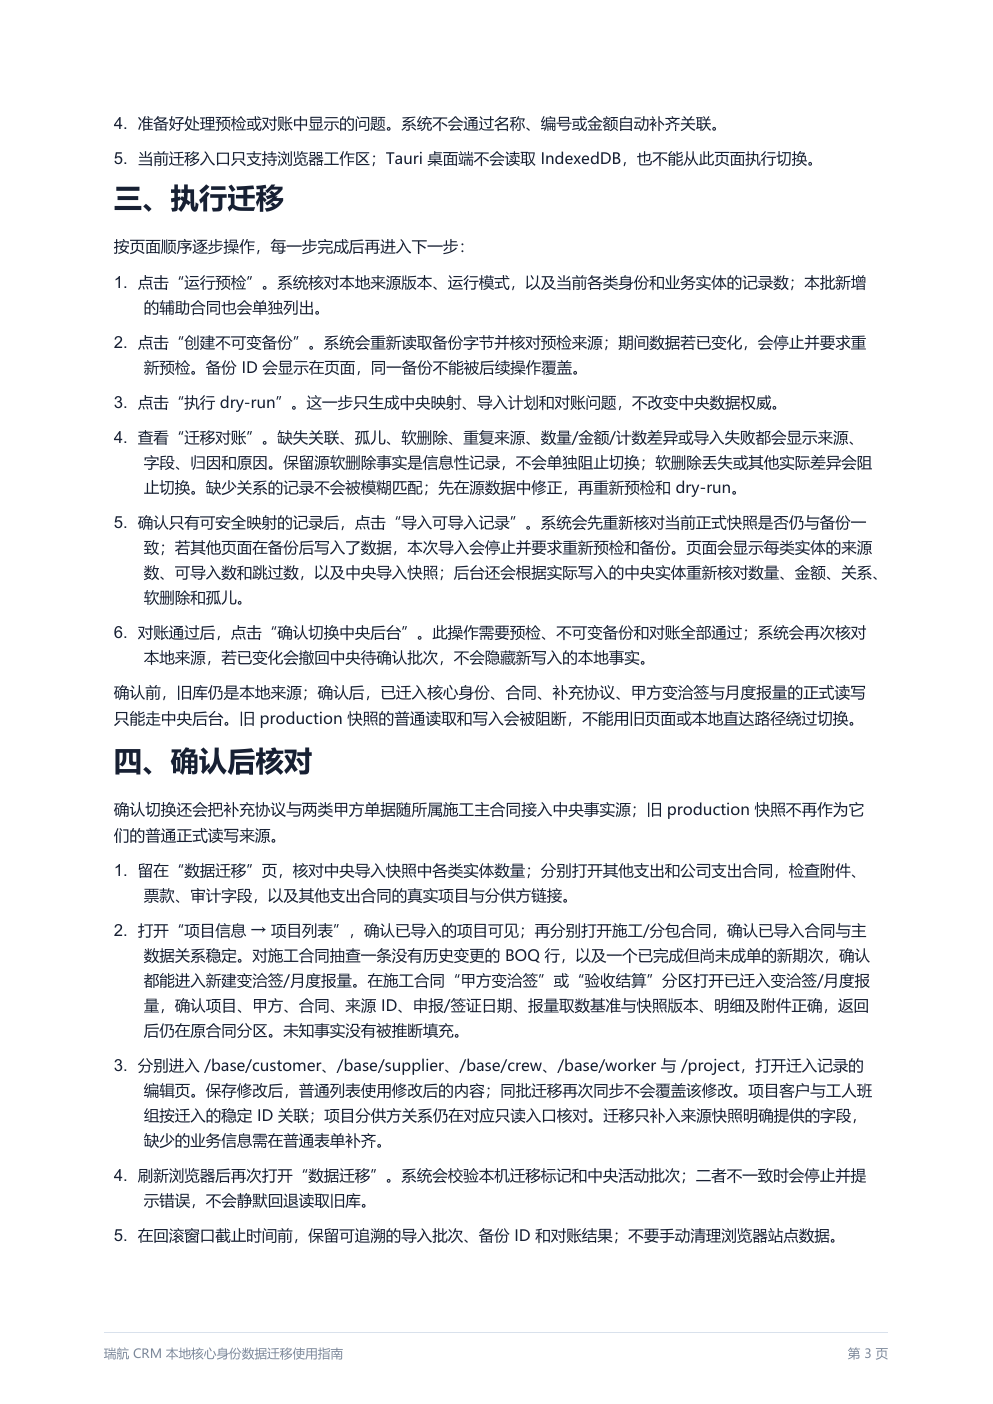 4. 准备好处理预检或对账中显示的问题。系统不会通过名称、编号或金额自动补齐关联。
5. 当前迁移入口只支持浏览器工作区；Tauri 桌面端不会读取 IndexedDB，也不能从此页面执行切换。
三、执行迁移
按页面顺序逐步操作，每一步完成后再进入下一步：
1. 点击“运行预检”。系统核对本地来源版本、运行模式，以及当前各类身份和业务实体的记录数；本批新增
的辅助合同也会单独列出。
2. 点击“创建不可变备份”。系统会重新读取备份字节并核对预检来源；期间数据若已变化，会停止并要求重
新预检。备份 ID 会显示在页面，同一备份不能被后续操作覆盖。
3. 点击“执行 dry-run”。这一步只生成中央映射、导入计划和对账问题，不改变中央数据权威。
4. 查看“迁移对账”。缺失关联、孤儿、软删除、重复来源、数量/金额/计数差异或导入失败都会显示来源、
字段、归因和原因。保留源软删除事实是信息性记录，不会单独阻止切换；软删除丢失或其他实际差异会阻
止切换。缺少关系的记录不会被模糊匹配；先在源数据中修正，再重新预检和 dry-run。
5. 确认只有可安全映射的记录后，点击“导入可导入记录”。系统会先重新核对当前正式快照是否仍与备份一
致；若其他页面在备份后写入了数据，本次导入会停止并要求重新预检和备份。页面会显示每类实体的来源
数、可导入数和跳过数，以及中央导入快照；后台还会根据实际写入的中央实体重新核对数量、金额、关系、
软删除和孤儿。
6. 对账通过后，点击“确认切换中央后台”。此操作需要预检、不可变备份和对账全部通过；系统会再次核对
本地来源，若已变化会撤回中央待确认批次，不会隐藏新写入的本地事实。
确认前，旧库仍是本地来源；确认后，已迁入核心身份、合同、补充协议、甲方变洽签与月度报量的正式读写
只能走中央后台。旧 production 快照的普通读取和写入会被阻断，不能用旧页面或本地直达路径绕过切换。
四、确认后核对
确认切换还会把补充协议与两类甲方单据随所属施工主合同接入中央事实源；旧 production 快照不再作为它
们的普通正式读写来源。
1. 留在“数据迁移”页，核对中央导入快照中各类实体数量；分别打开其他支出和公司支出合同，检查附件、
票款、审计字段，以及其他支出合同的真实项目与分供方链接。
2. 打开“项目信息 → 项目列表”，确认已导入的项目可见；再分别打开施工/分包合同，确认已导入合同与主
数据关系稳定。对施工合同抽查一条没有历史变更的 BOQ 行，以及一个已完成但尚未成单的新期次，确认
都能进入新建变洽签/月度报量。在施工合同“甲方变洽签”或“验收结算”分区打开已迁入变洽签/月度报
量，确认项目、甲方、合同、来源 ID、申报/签证日期、报量取数基准与快照版本、明细及附件正确，返回
后仍在原合同分区。未知事实没有被推断填充。
3. 分别进入 /base/customer、/base/supplier、/base/crew、/base/worker 与 /project，打开迁入记录的
编辑页。保存修改后，普通列表使用修改后的内容；同批迁移再次同步不会覆盖该修改。项目客户与工人班
组按迁入的稳定 ID 关联；项目分供方关系仍在对应只读入口核对。迁移只补入来源快照明确提供的字段，
缺少的业务信息需在普通表单补齐。
4. 刷新浏览器后再次打开“数据迁移”。系统会校验本机迁移标记和中央活动批次；二者不一致时会停止并提
示错误，不会静默回退读取旧库。
5. 在回滚窗口截止时间前，保留可追溯的导入批次、备份 ID 和对账结果；不要手动清理浏览器站点数据。
瑞航 CRM 本地核心身份数据迁移使用指南
第 3 页